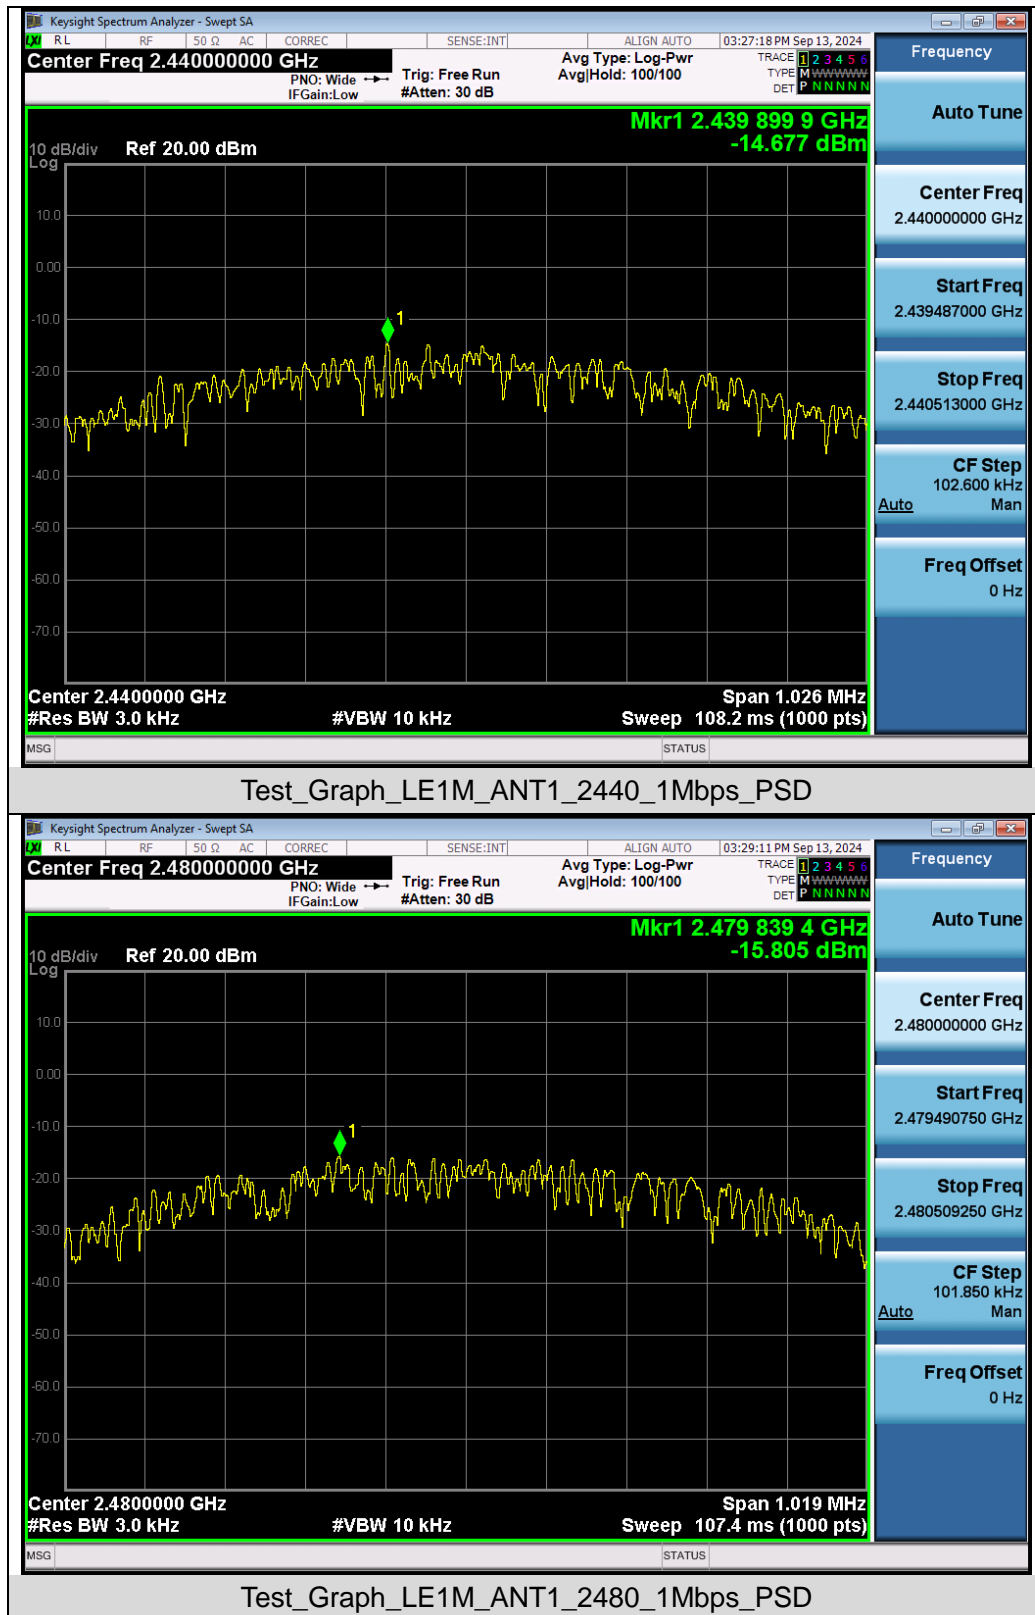 Keysight Spectrum Analyzer - Swept SA
LXI RL RF 50 Ω AC CORREC SENSE:INT ALIGN AUTO 03:27:18 PM Sep 13, 2024
Center Freq 2.440000000 GHz
PNO: Wide
IFGain:Low
Trig: Free Run
#Atten: 30 dB
Avg Type: Log-Pwr
Avg|Hold: 100/100
TRACE 1 2 3 4 5 6
TYPE M WWWWW
DET P N N N N N
Mkr1 2.439 899 9 GHz
-14.677 dBm
10 dB/div Ref 20.00 dBm
Log
10.0
0.00
-10.0
-20.0
-30.0
-40.0
-50.0
-60.0
-70.0
1
Center 2.4400000 GHz Span 1.026 MHz
#Res BW 3.0 kHz #VBW 10 kHz Sweep 108.2 ms (1000 pts)
MSG STATUS
Frequency
Auto Tune
Center Freq
2.440000000 GHz
Start Freq
2.439487000 GHz
Stop Freq
2.440513000 GHz
CF Step
102.600 kHz
Auto Man
Freq Offset
0 Hz
Test_Graph_LE1M_ANT1_2440_1Mbps_PSD
Keysight Spectrum Analyzer - Swept SA
LXI RL RF 50 Ω AC CORREC SENSE:INT ALIGN AUTO 03:29:11 PM Sep 13, 2024
Center Freq 2.480000000 GHz
PNO: Wide
IFGain:Low
Trig: Free Run
#Atten: 30 dB
Avg Type: Log-Pwr
Avg|Hold: 100/100
TRACE 1 2 3 4 5 6
TYPE M WWWWW
DET P N N N N N
Mkr1 2.479 839 4 GHz
-15.805 dBm
10 dB/div Ref 20.00 dBm
Log
10.0
0.00
-10.0
-20.0
-30.0
-40.0
-50.0
-60.0
-70.0
1
Center 2.4800000 GHz Span 1.019 MHz
#Res BW 3.0 kHz #VBW 10 kHz Sweep 107.4 ms (1000 pts)
MSG STATUS
Frequency
Auto Tune
Center Freq
2.480000000 GHz
Start Freq
2.479490750 GHz
Stop Freq
2.480509250 GHz
CF Step
101.850 kHz
Auto Man
Freq Offset
0 Hz
Test_Graph_LE1M_ANT1_2480_1Mbps_PSD